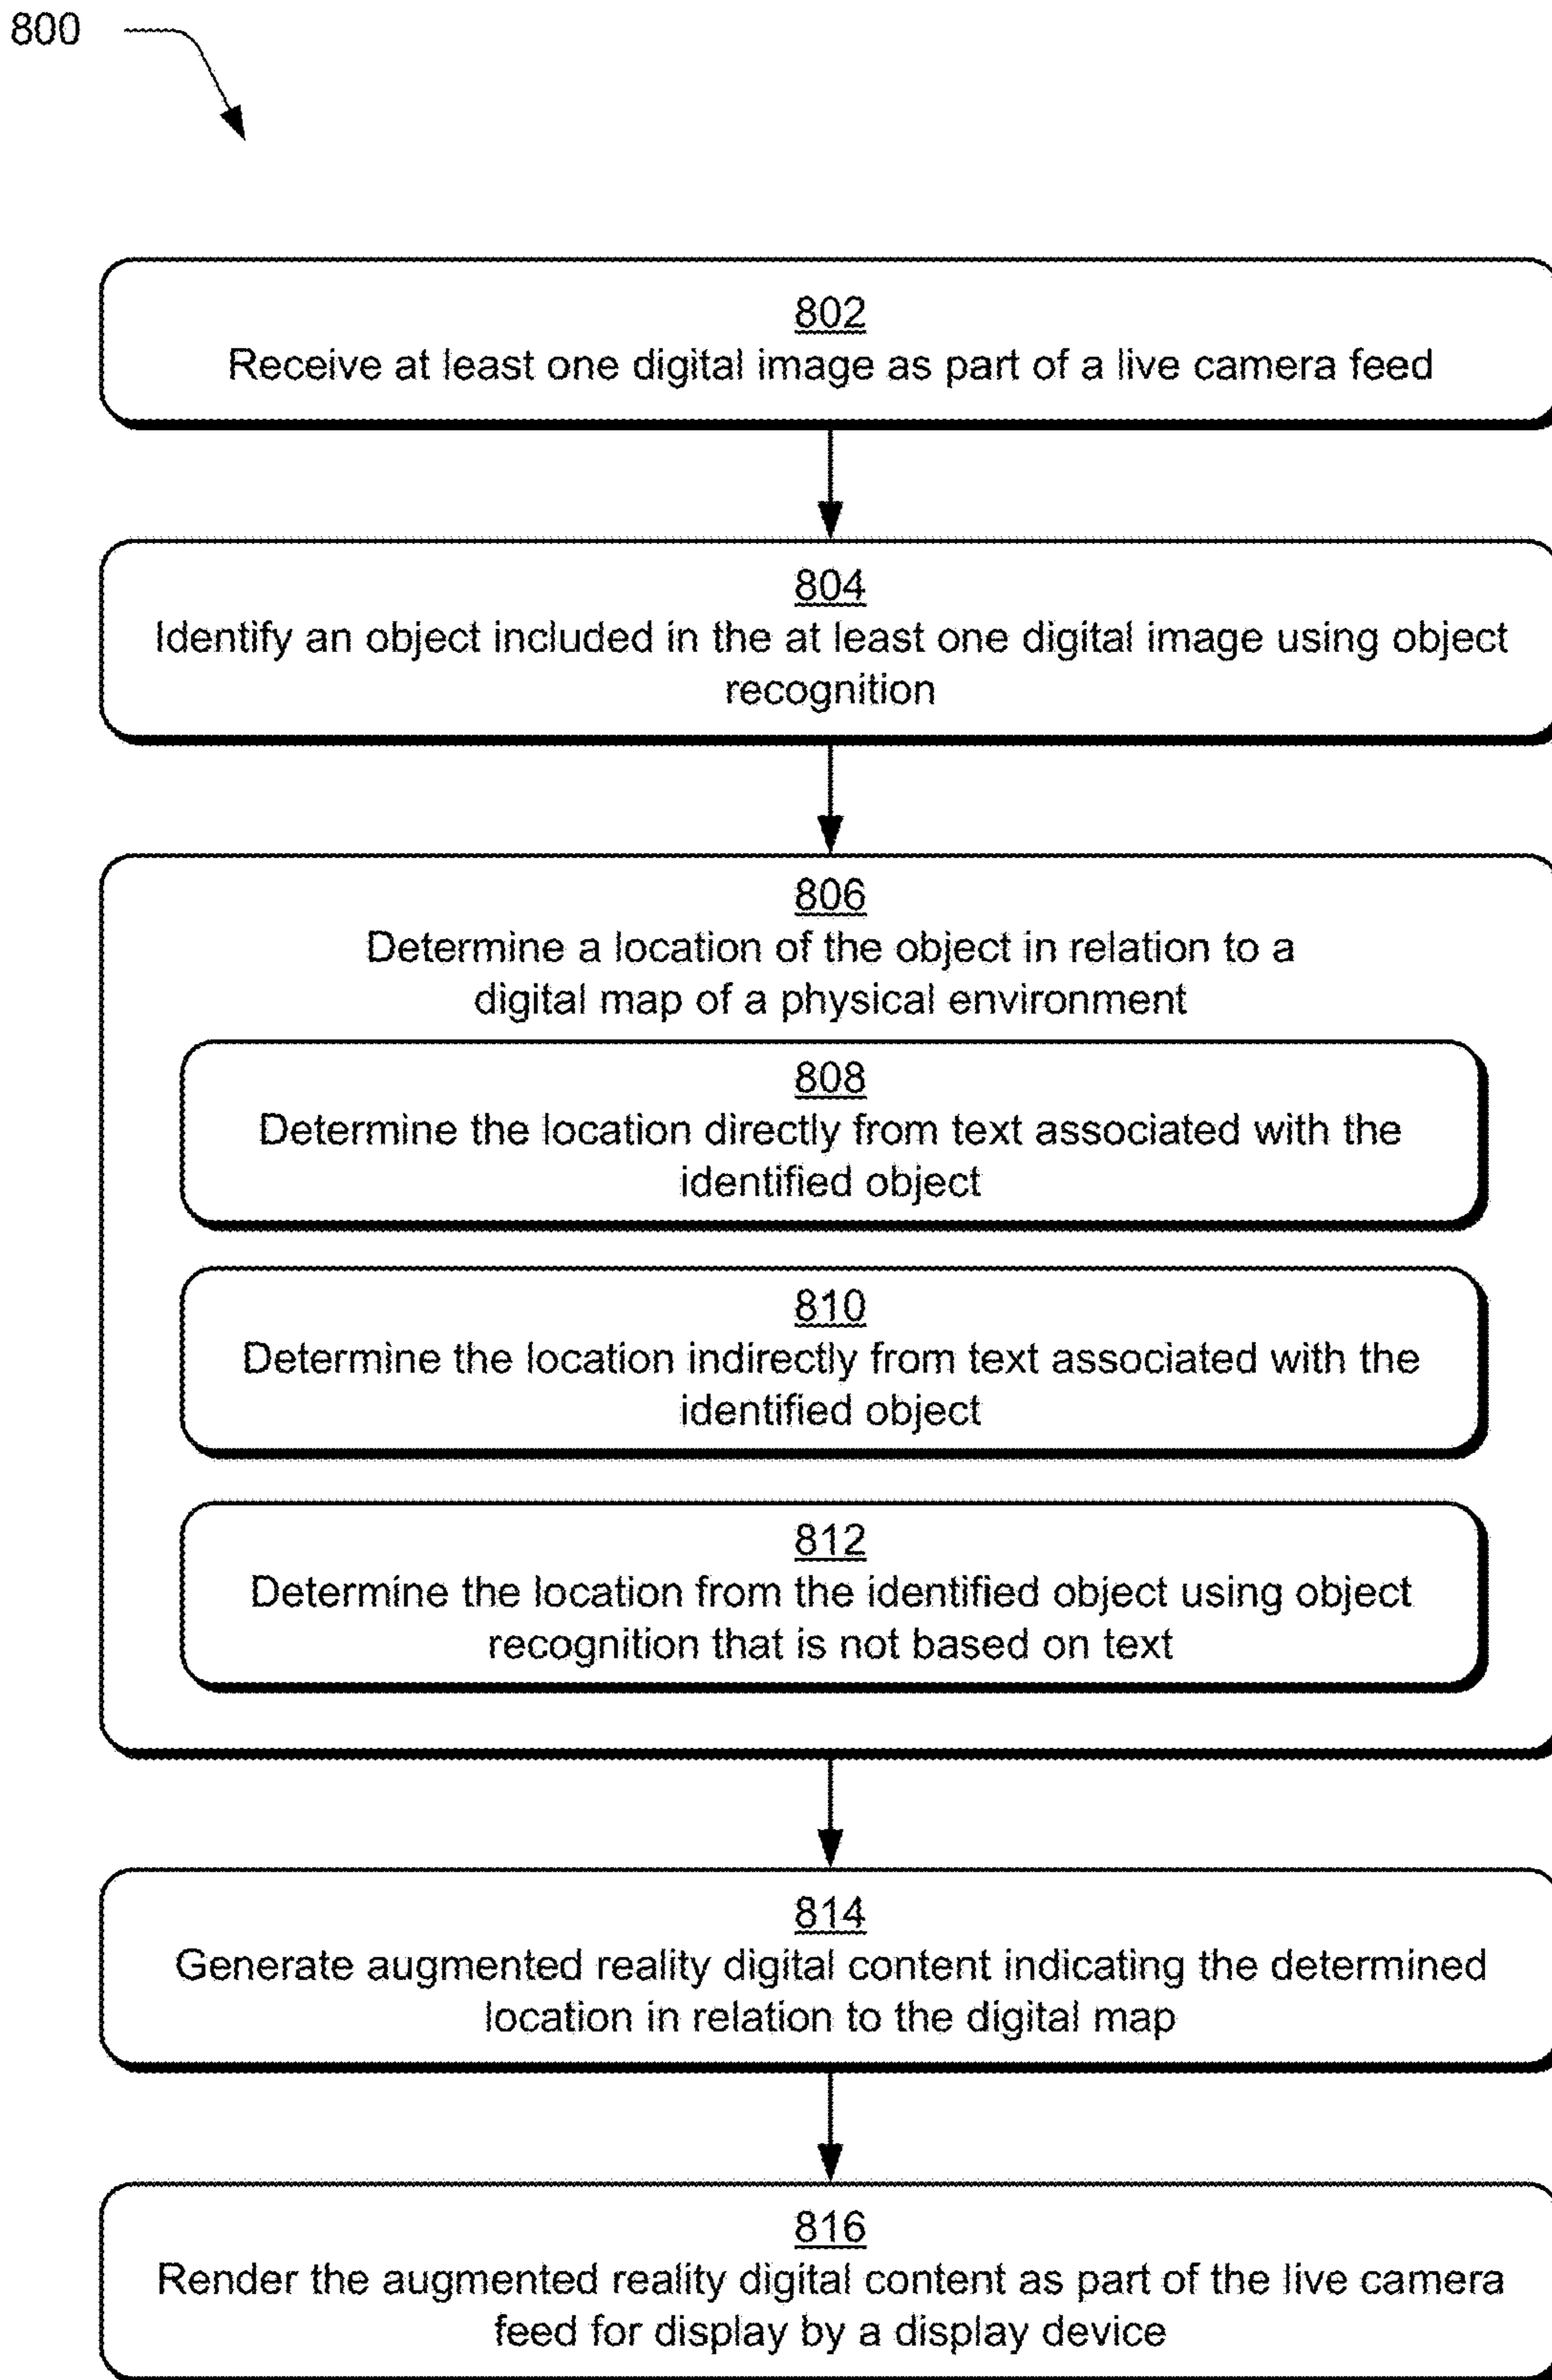 800
802
Receive at least one digital image as part of a live camera feed
804
Identify an object included in the at least one digital image using object
recognition
806
Determine a location of the object in relation to a
digital map of a physical environment
808
Determine the location directly from text associated with the
identified object
810
Determine the location indirectly from text associated with the
identified object
812
Determine the location from the identified object using object
recognition that is not based on text
814
Generate augmented reality digital content indicating the determined
location in relation to the digital map
816
Render the augmented reality digital content as part of the live camera
feed for display by a display device